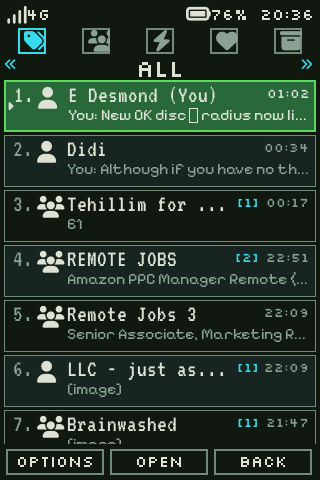 4G 76% 20:36
« »
ALL
1. E Desmond (You) 01:02
You: New OK disc▯radius now li...
2. Didi 00:34
You: Although if you have no th...
3. Tehillim for ... [1] 00:17
61
4. REMOTE JOBS [2] 22:51
Amazon PPC Manager Remote (...
5. Remote Jobs 3 22:09
Senior Associate, Marketing R...
6. LLC - just as... [1] 22:09
(image)
7. Brainwashed [1] 21:47
(image)
OPTIONS OPEN BACK